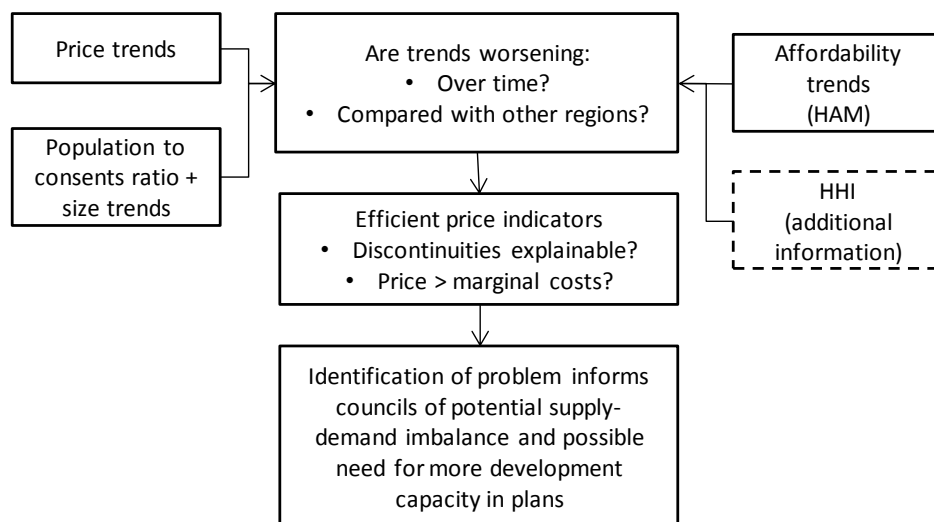 Price trends
Population to
consents ratio +
size trends
Are trends worsening:
• Over time?
• Compared with other regions?
Affordability
trends
(HAM)
HHI
(additional
information)
Efficient price indicators
• Discontinuities explainable?
• Price > marginal costs?
Identification of problem informs
councils of potential supply-
demand imbalance and possible
need for more development
capacity in plans